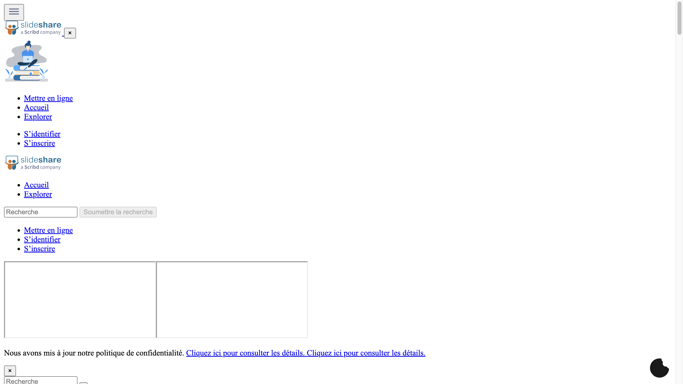 slideshare
a Scribd company
×
Mettre en ligne
Accueil
Explorer
S’identifier
S’inscrire
slideshare
a Scribd company
Accueil
Explorer
Recherche Soumettre la recherche
Mettre en ligne
S’identifier
S’inscrire
Nous avons mis à jour notre politique de confidentialité. Cliquez ici pour consulter les détails. Cliquez ici pour consulter les détails.
×
Recherche